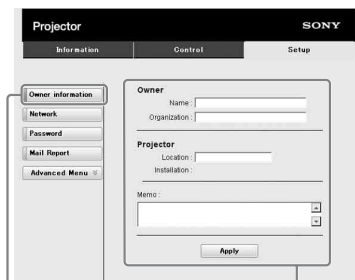 Projector SONY
Information Control Setup
Owner information
Network
Password
Mail Report
Advanced Menu
Owner
Name :
Organization :
Projector
Location :
Installation :
Memo :
Apply